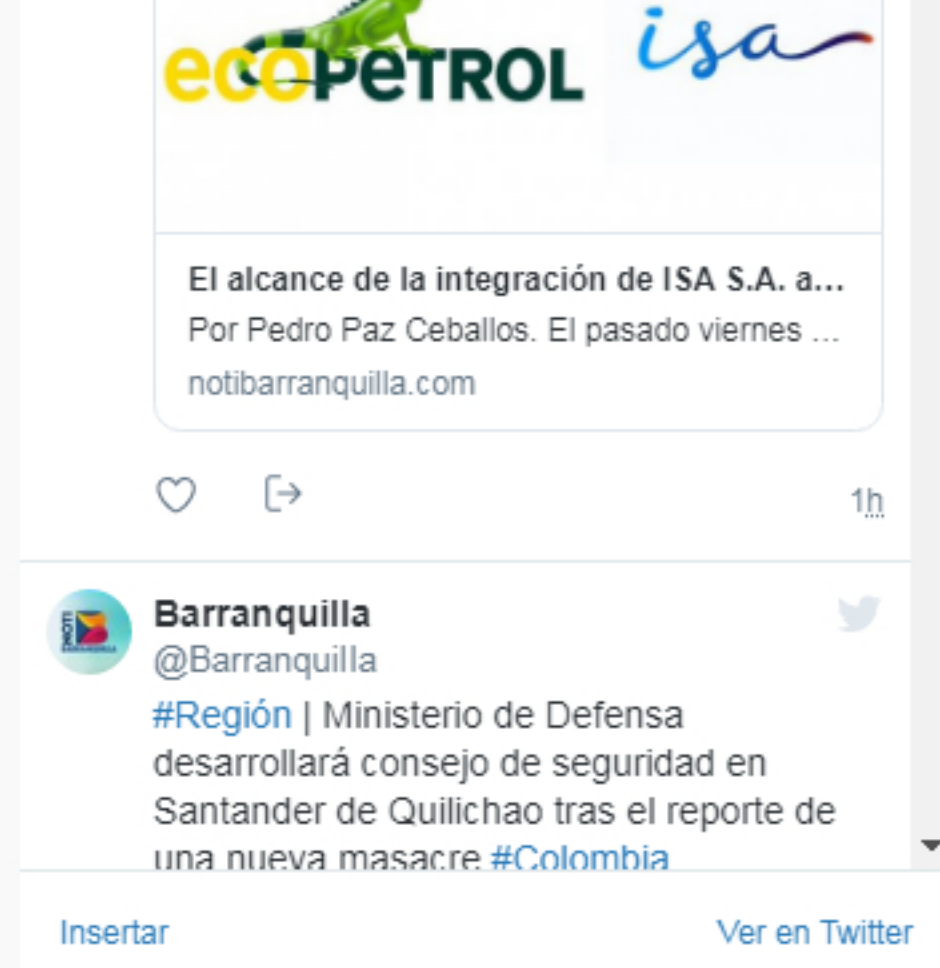 ecopeTROL isa
El alcance de la integración de ISA S.A. a...
Por Pedro Paz Ceballos. El pasado viernes ...
notibarranquilla.com
1h
NOTI
Barranquilla
@Barranquilla
#Región | Ministerio de Defensa
desarrollará consejo de seguridad en
Santander de Quilichao tras el reporte de
una nueva masacre #Colombia
Insertar Ver en Twitter